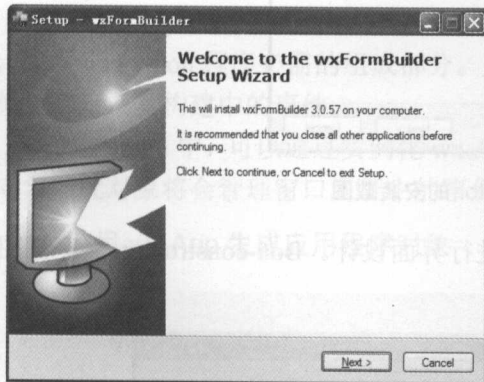 Setup - wxFormBuilder
Welcome to the wxFormBuilder
Setup Wizard
This will install wxFormBuilder 3.0.57 on your computer.
It is recommended that you close all other applications before
continuing.
Click Next to continue, or Cancel to exit Setup.
Next >
Cancel